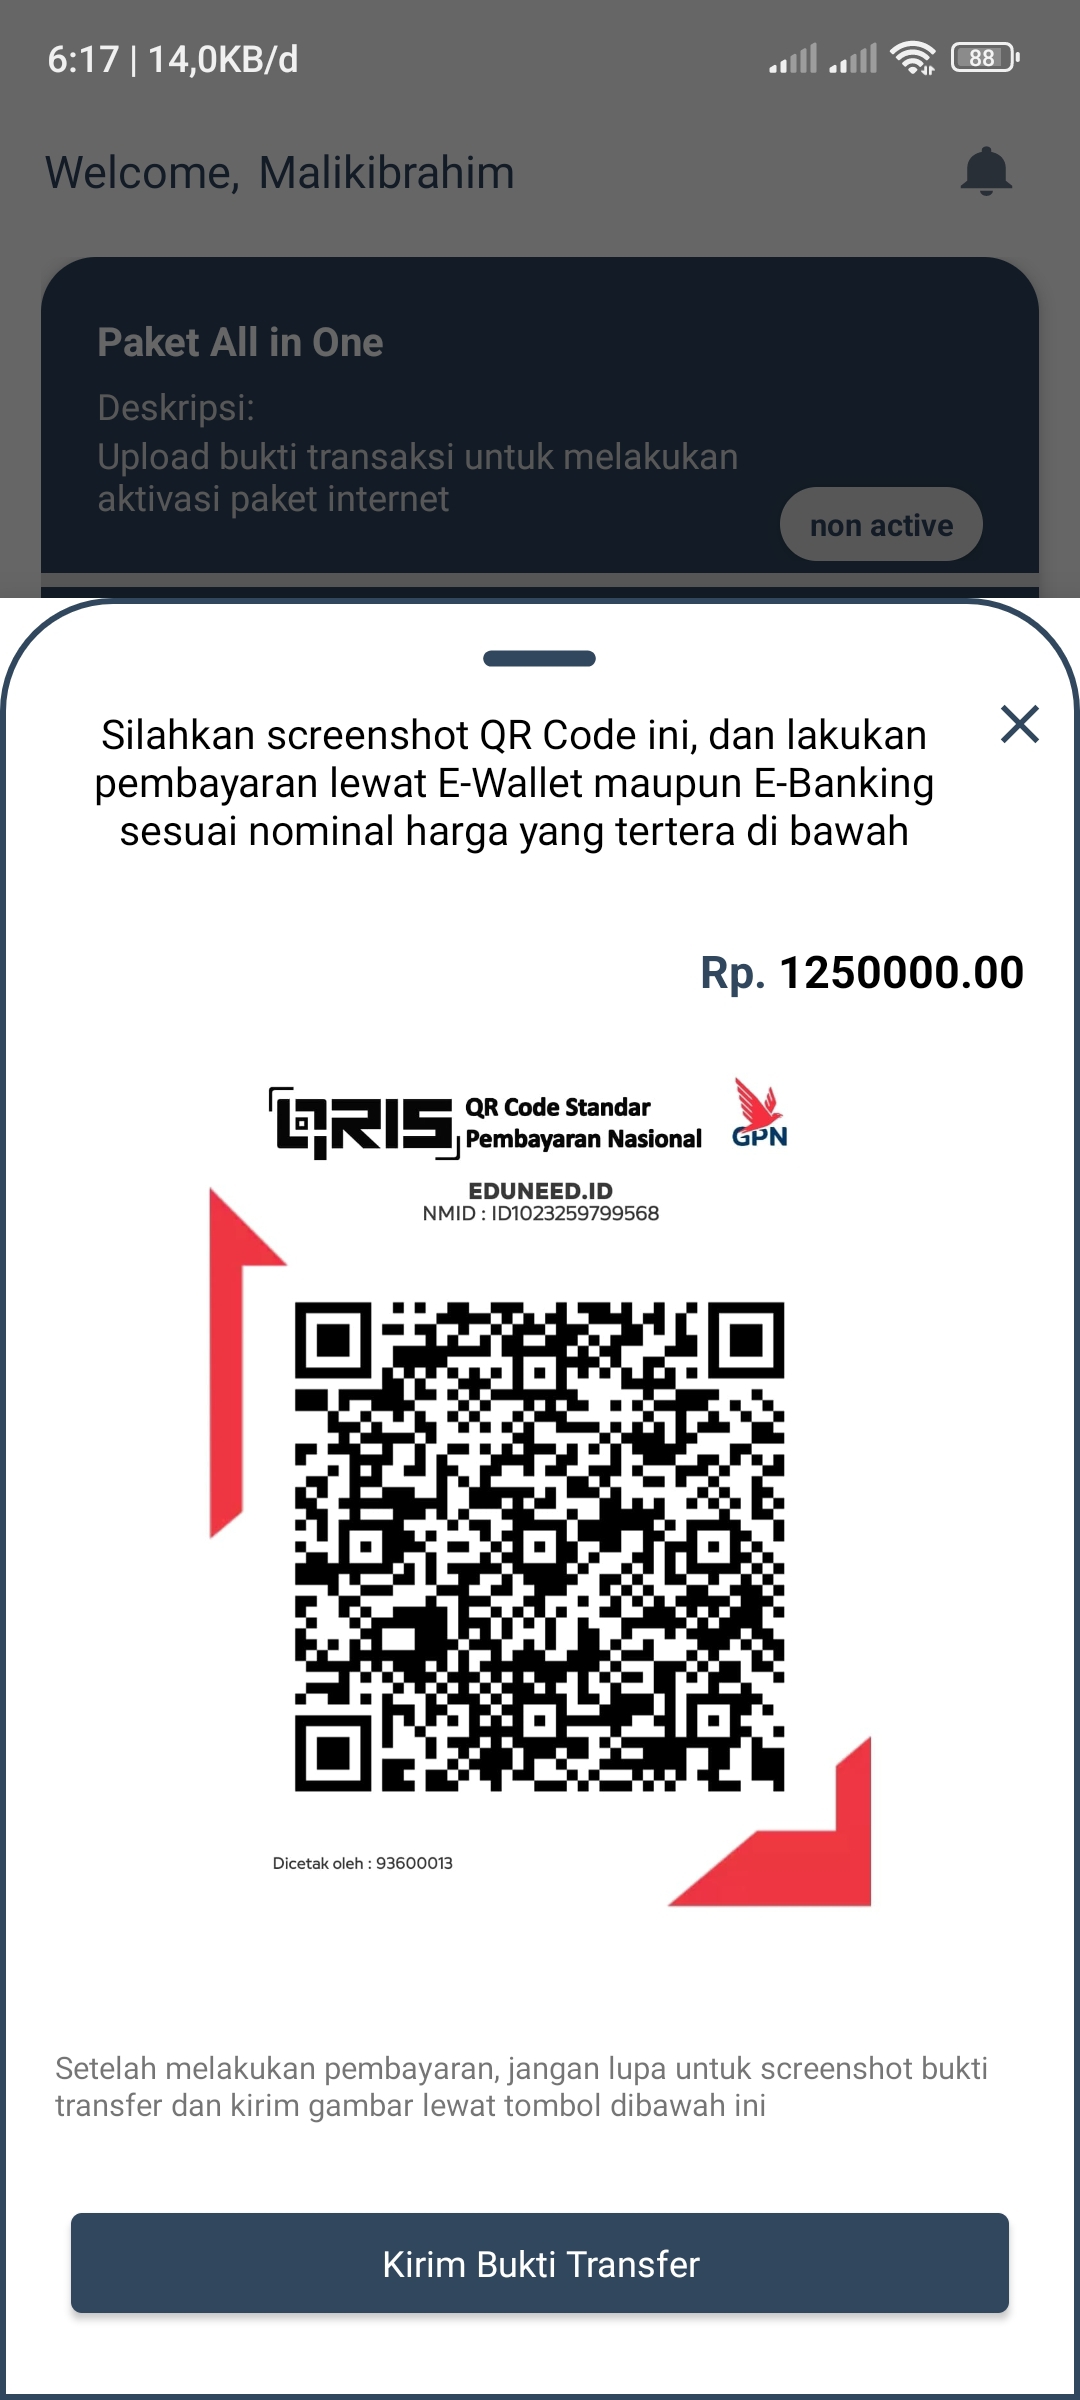 6:17 | 14,0KB/d
88
Welcome, Malikibrahim
Paket All in One
Deskripsi:
Upload bukti transaksi untuk melakukan
aktivasi paket internet
non active
Silahkan screenshot QR Code ini, dan lakukan
pembayaran lewat E-Wallet maupun E-Banking
sesuai nominal harga yang tertera di bawah
Rp. 1250000.00
QRIS
QR Code Standar
Pembayaran Nasional
GPN
EDUNEED.ID
NMID : ID1023259799568
Dicetak oleh : 93600013
Setelah melakukan pembayaran, jangan lupa untuk screenshot bukti
transfer dan kirim gambar lewat tombol dibawah ini
Kirim Bukti Transfer